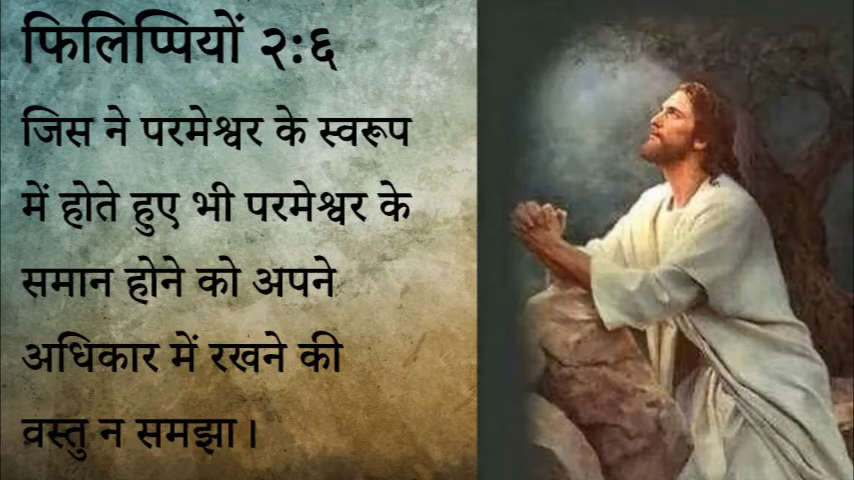 फिलिप्पियों २:६
जिस ने परमेश्वर के स्वरूप
में होते हुए भी परमेश्वर के
समान होने को अपने
अधिकार में रखने की
वस्तु न समझा।